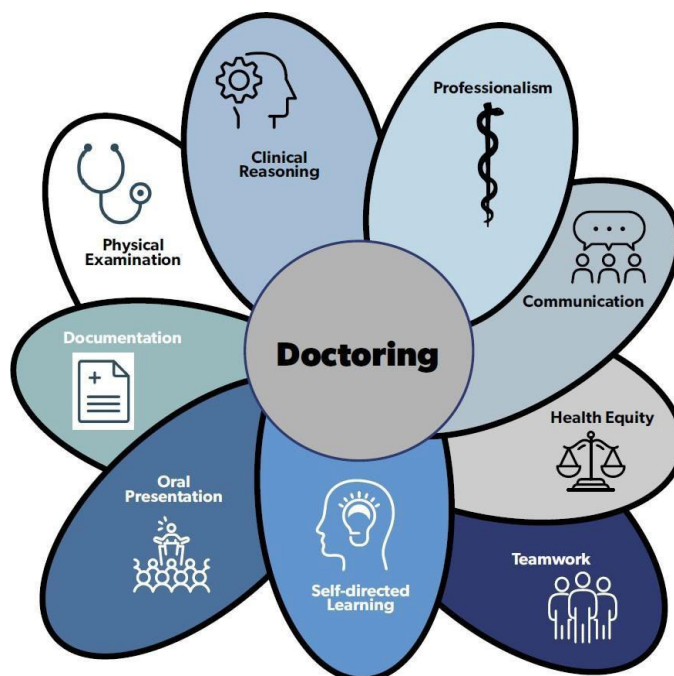 Clinical
Reasoning
Professionalism
Physical
Examination
Communication
Documentation
Doctoring
Health Equity
Oral
Presentation
Self-directed
Learning
Teamwork